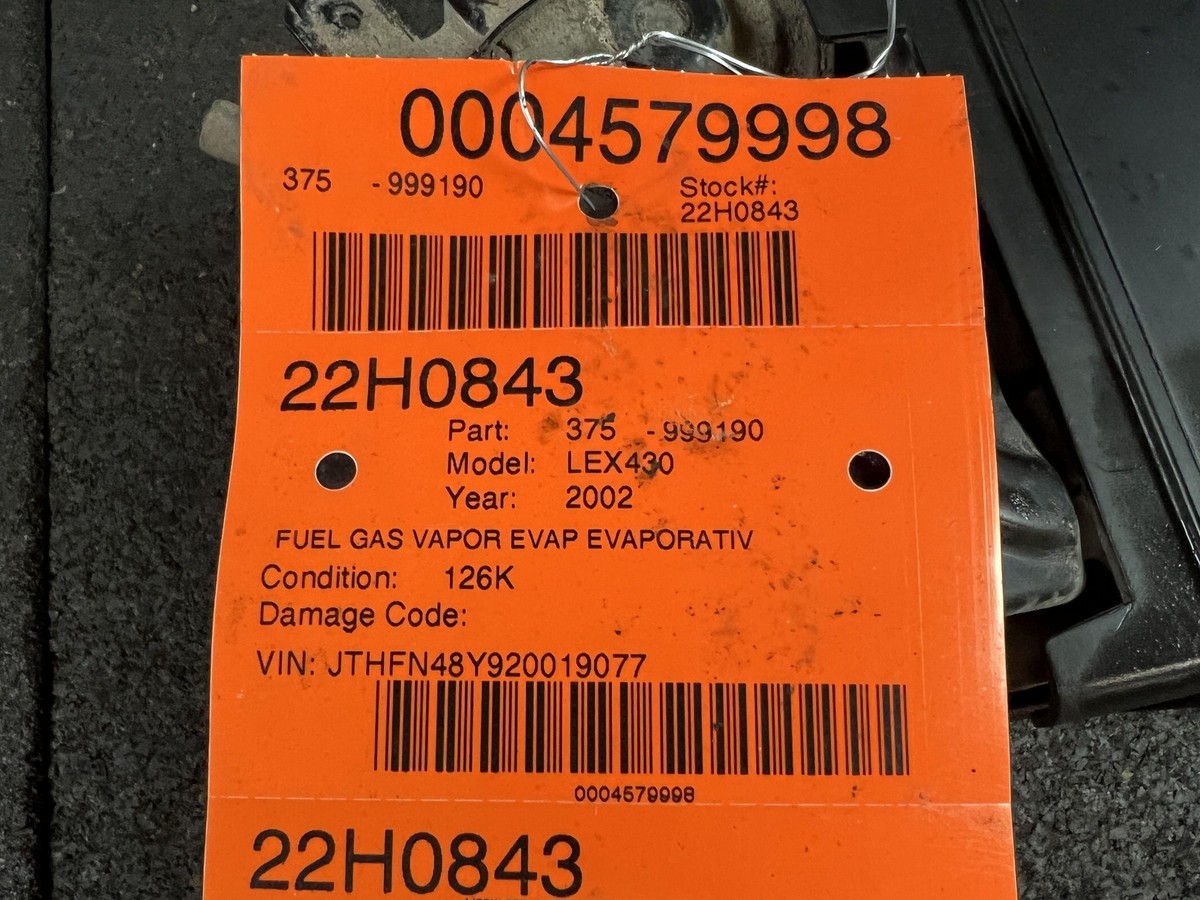 0004579998
375 -999190
Stock#:
22H0843
22H0843
Part: 375 -999190
Model: LEX430
Year: 2002
FUEL GAS VAPOR EVAP EVAPORATIV
Condition: 126K
Damage Code:
VIN: JTHFN48Y920019077
0004579998
22H0843